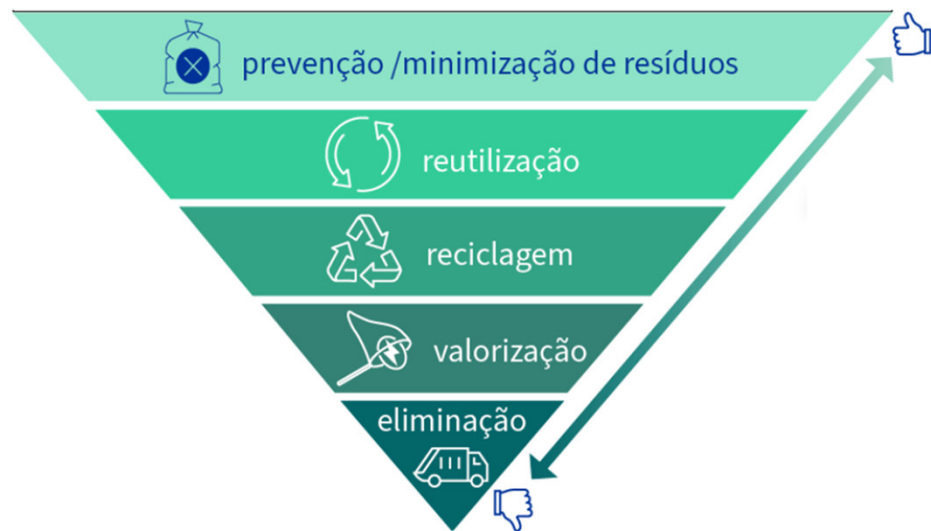 prevenção /minimização de resíduos
reutilização
reciclagem
valorização
eliminação